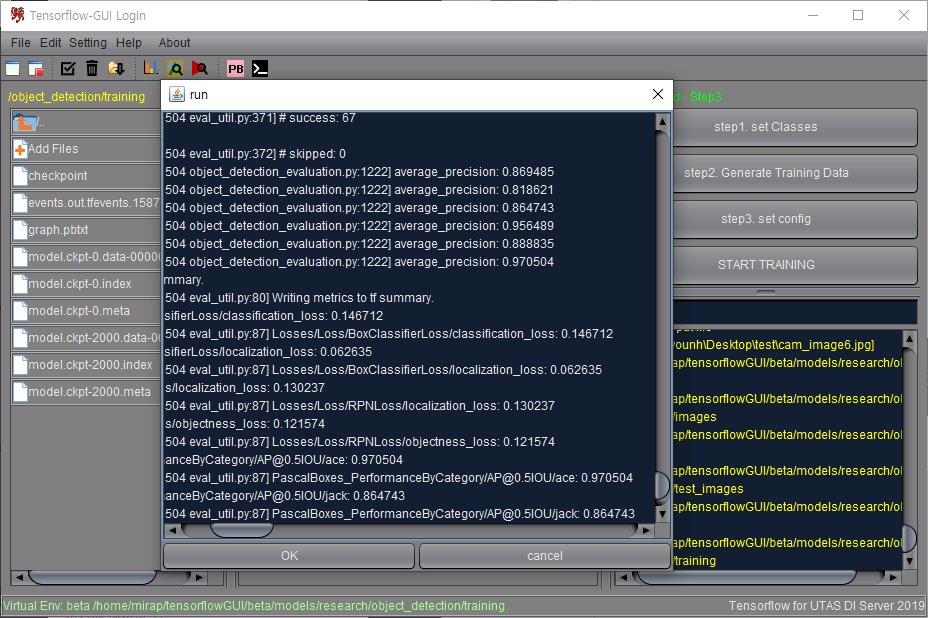 Tensorflow-GUI Login
File Edit Setting Help About
PB
/object_detection/training
/..
Add Files
checkpoint
events.out.tfevents.1587
graph.pbtxt
model.ckpt-0.data-0000
model.ckpt-0.index
model.ckpt-0.meta
model.ckpt-2000.data-00
model.ckpt-2000.index
model.ckpt-2000.meta
run
504 eval_util.py:371] # success: 67
504 eval_util.py:372] # skipped: 0
504 object_detection_evaluation.py:1222] average_precision: 0.869485
504 object_detection_evaluation.py:1222] average_precision: 0.818621
504 object_detection_evaluation.py:1222] average_precision: 0.864743
504 object_detection_evaluation.py:1222] average_precision: 0.956489
504 object_detection_evaluation.py:1222] average_precision: 0.888835
504 object_detection_evaluation.py:1222] average_precision: 0.970504
mmary.
504 eval_util.py:80] Writing metrics to tf summary.
sifierLoss/classification_loss: 0.146712
504 eval_util.py:87] Losses/Loss/BoxClassifierLoss/classification_loss: 0.146712
sifierLoss/localization_loss: 0.062635
504 eval_util.py:87] Losses/Loss/BoxClassifierLoss/localization_loss: 0.062635
s/localization_loss: 0.130237
504 eval_util.py:87] Losses/Loss/RPNLoss/localization_loss: 0.130237
s/objectness_loss: 0.121574
504 eval_util.py:87] Losses/Loss/RPNLoss/objectness_loss: 0.121574
anceByCategory/AP@0.5IOU/ace: 0.970504
504 eval_util.py:87] PascalBoxes_PerformanceByCategory/AP@0.5IOU/ace: 0.970504
anceByCategory/AP@0.5IOU/jack: 0.864743
504 eval_util.py:87] PascalBoxes_PerformanceByCategory/AP@0.5IOU/jack: 0.864743
OK cancel
d - Step3
step1. set Classes
step2. Generate Training Data
step3. set config
START TRAINING
younh\Desktop\test\cam_image6.jpg]
ap/tensorflowGUI/beta/models/research/ol
ap/tensorflowGUI/beta/models/research/ol
/images
ap/tensorflowGUI/beta/models/research/ol
ap/tensorflowGUI/beta/models/research/ol
/test_images
ap/tensorflowGUI/beta/models/research/ol
ap/tensorflowGUI/beta/models/research/ol
/training
Virtual Env: beta /home/mirap/tensorflowGUI/beta/models/research/object_detection/training
Tensorflow for UTAS DI Server 2019